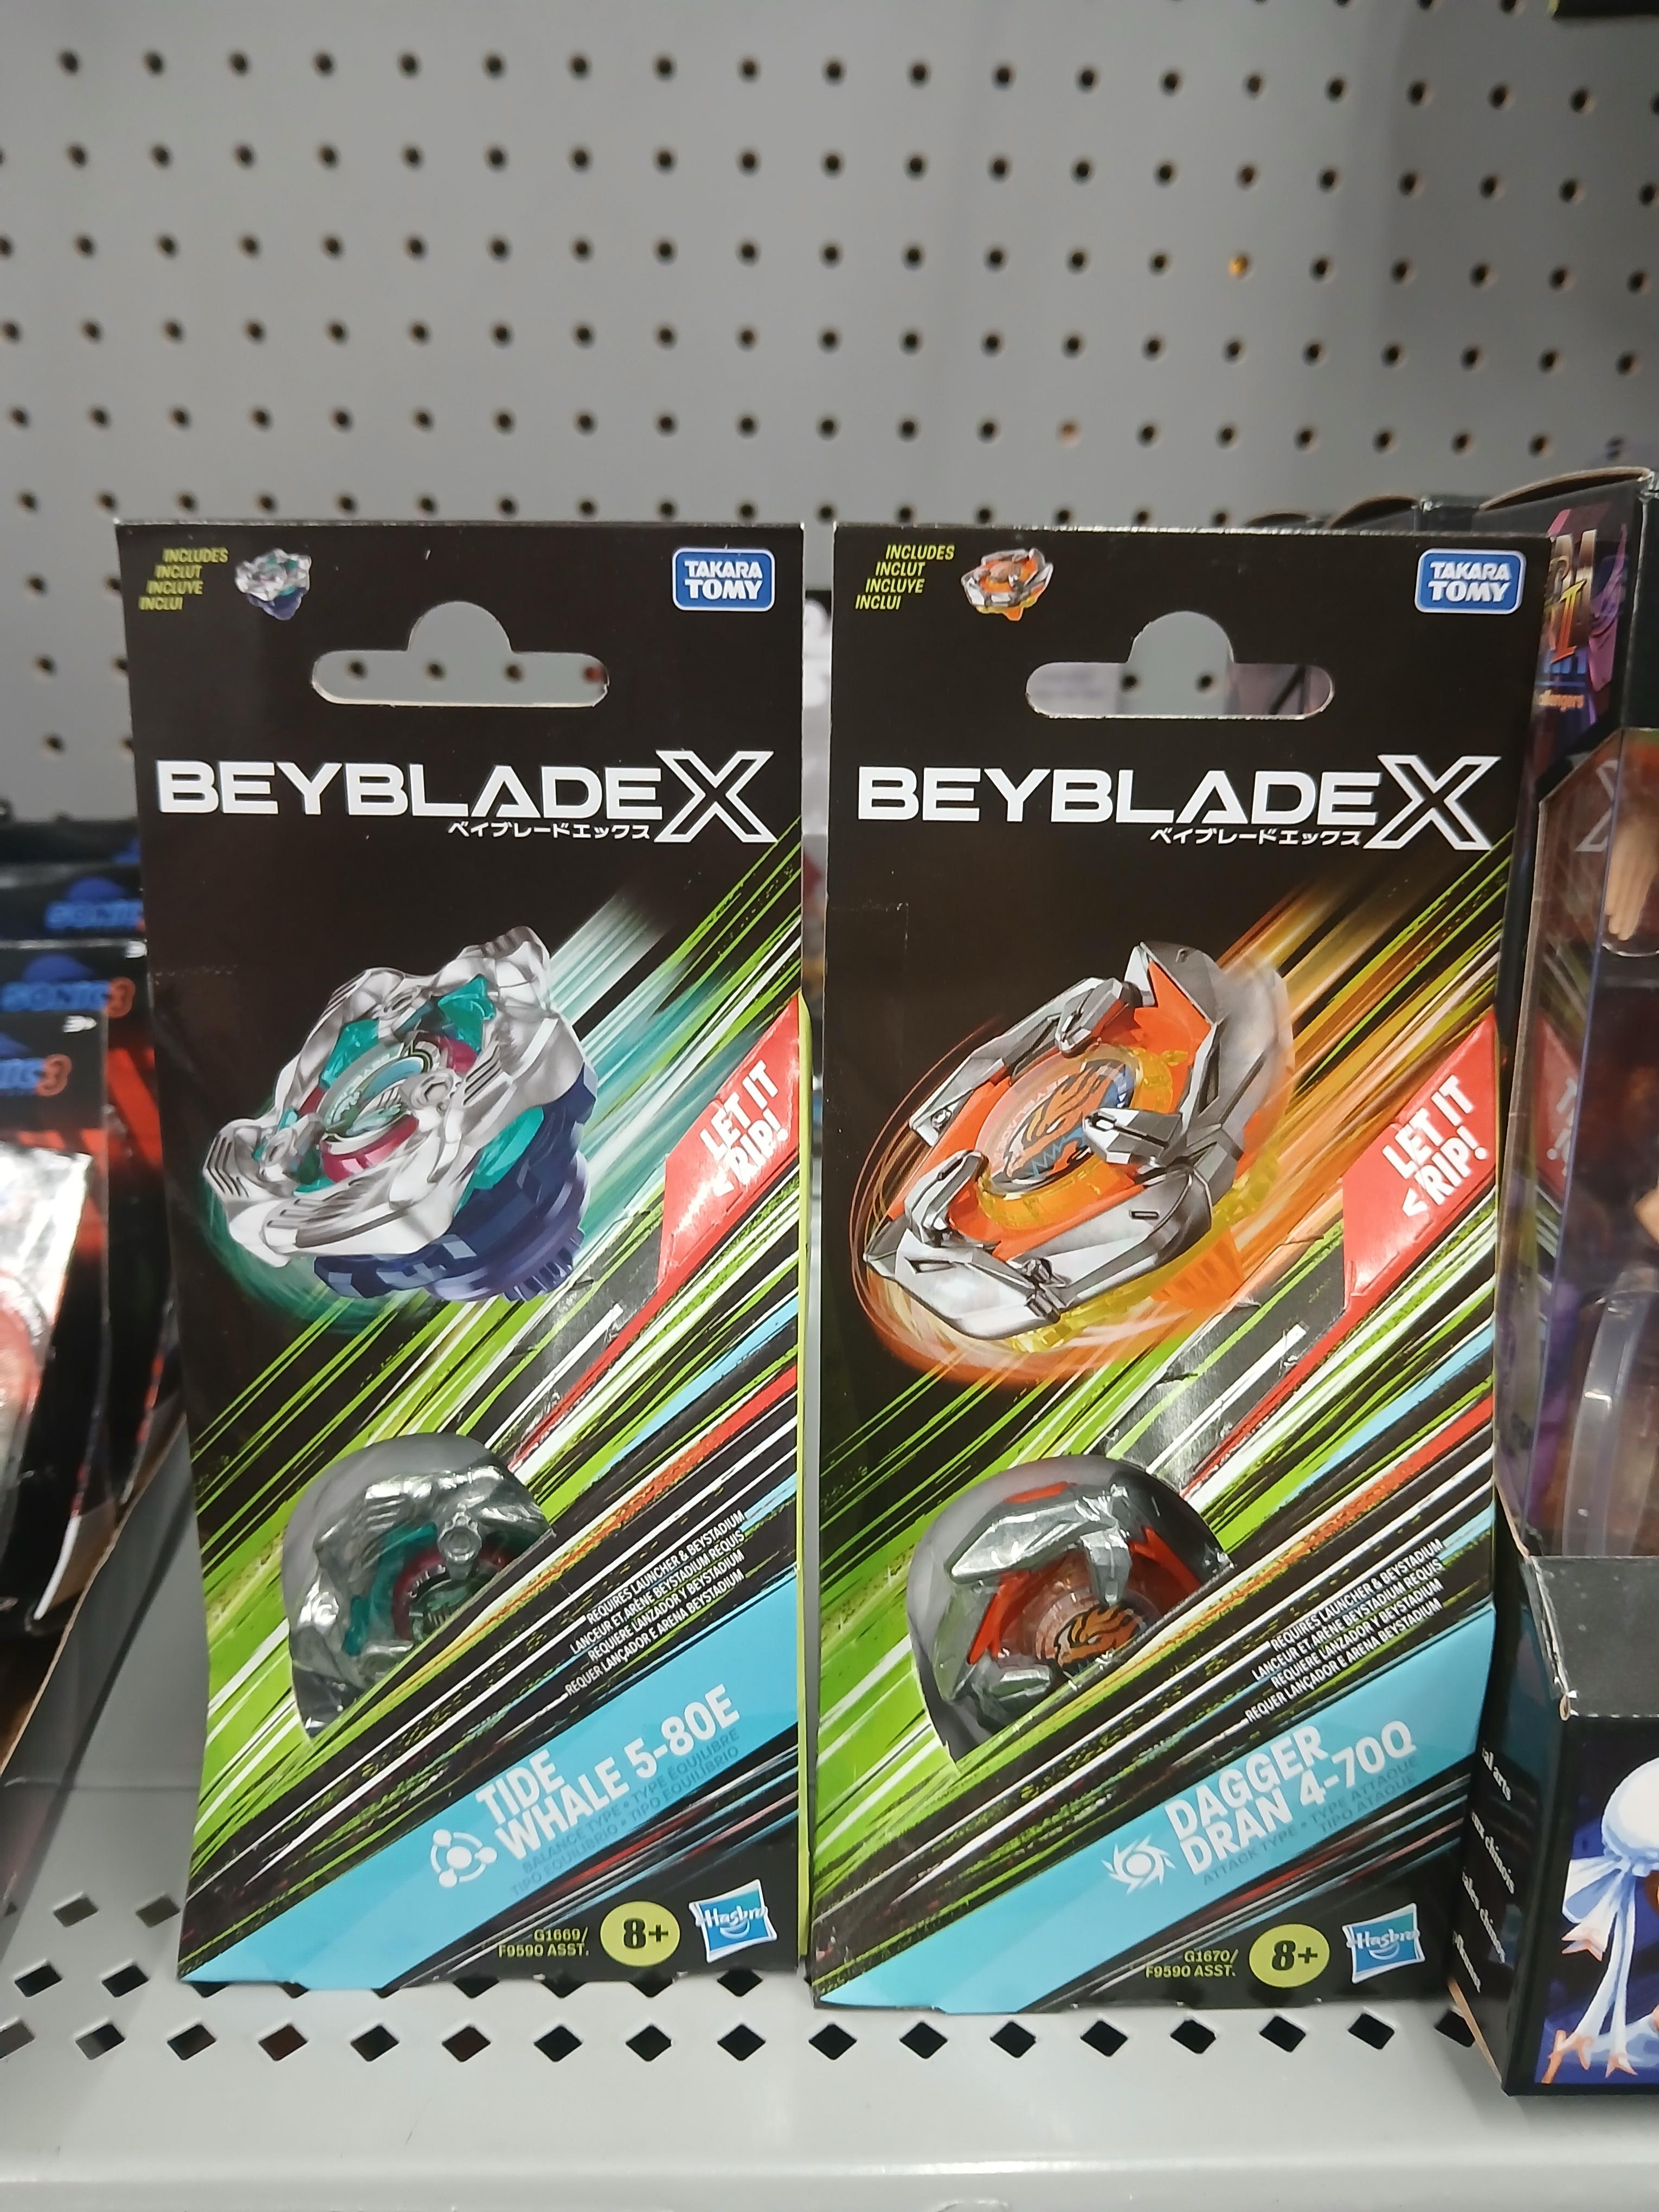 INCLUDES
INCLUT
INCLUYE
INCLUI
TAKARA
TOMY
BEYBLADE X
ベイブレードエックス
LET IT
RIP!
REQUIRES LAUNCHER & BEYSTADIUM
LANCEUR ET ARÈNE BEYSTADIUM REQUIS
REQUIERE LANZADOR Y BEYSTADIUM
REQUER LANÇADOR E ARENA BEYSTADIUM
TIDE
WHALE 5-80E
BALANCE TYPE • TYPE ÉQUILIBRE
TIPO EQUILIBRIO • TIPO EQUILÍBRIO
G1669/
F9590 ASST.
8+
Hasbro
INCLUDES
INCLUT
INCLUYE
INCLUI
TAKARA
TOMY
BEYBLADE X
ベイブレードエックス
LET IT
RIP!
REQUIRES LAUNCHER & BEYSTADIUM
LANCEUR ET ARÈNE BEYSTADIUM REQUIS
REQUIERE LANZADOR Y BEYSTADIUM
REQUER LANÇADOR E ARENA BEYSTADIUM
DAGGER
DRAN 4-70Q
ATTACK TYPE • TYPE ATTAQUE
TIPO ATAQUE
G1670/
F9590 ASST.
8+
Hasbro
SONIC 3